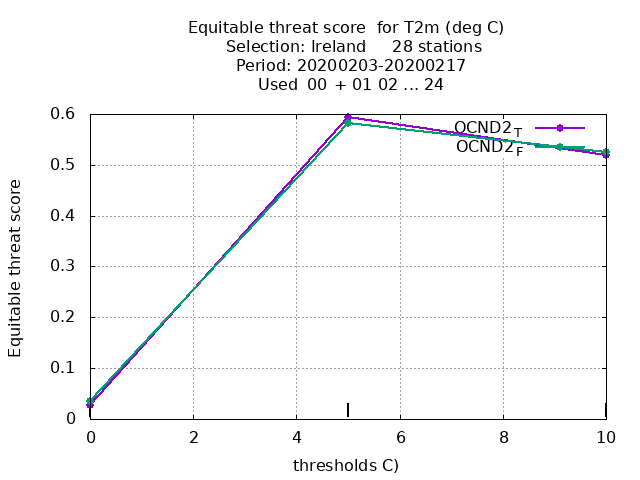 Equitable threat score for T2m (deg C)
Selection: Ireland 28 stations
Period: 20200203-20200217
Used 00 + 01 02 ... 24
0.6
OCND2T
OCND2F
0.5
0.4
0.3
0.2
0.1
0
Equitable threat score
0 2 4 6 8 10
thresholds C)